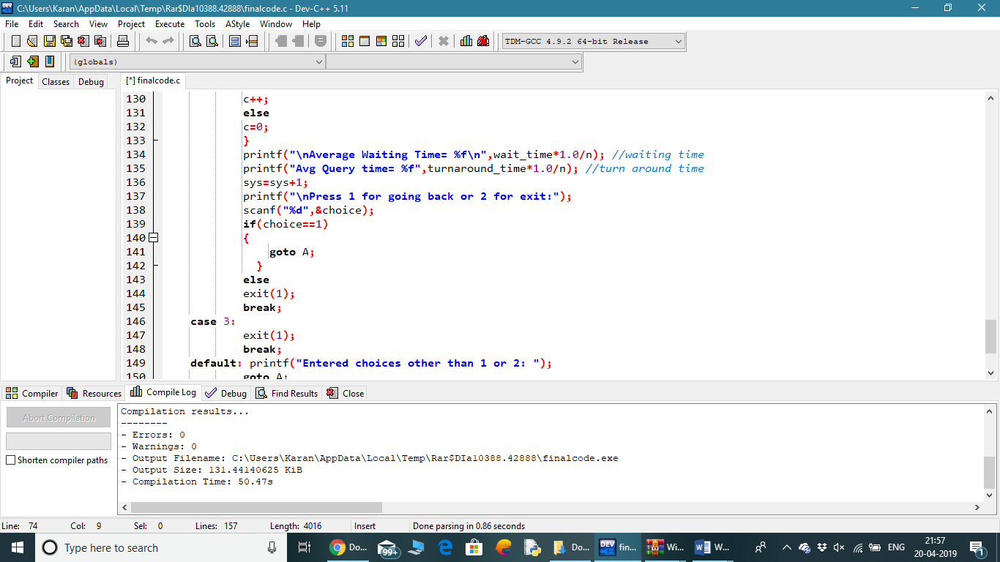 C:\Users\Karan\AppData\Local\Temp\Rar$DIa10388.42888\finalcode.c - Dev-C++ 5.11
File Edit Search View Project Execute Tools AStyle Window Help
TDM-GCC 4.9.2 64-bit Release
(globals)
Project Classes Debug
[*] finalcode.c
130 c++;
131 else
132 c=0;
133 }
134 printf("\nAverage Waiting Time= %f\n",wait_time*1.0/n); //waiting time
135 printf("Avg Query time= %f",turnaround_time*1.0/n); //turn around time
136 sys=sys+1;
137 printf("\nPress 1 for going back or 2 for exit:");
138 scanf("%d",&choice);
139 if(choice==1)
140 {
141 goto A;
142 }
143 else
144 exit(1);
145 break;
146 case 3:
147 exit(1);
148 break;
149 default: printf("Entered choices other than 1 or 2: ");
150 goto A;
Compiler Resources Compile Log Debug Find Results Close
Abort Compilation
Shorten compiler paths
Compilation results...
--------
- Errors: 0
- Warnings: 0
- Output Filename: C:\Users\Karan\AppData\Local\Temp\Rar$DIa10388.42888\finalcode.exe
- Output Size: 131.44140625 KiB
- Compilation Time: 50.47s
Line: 74 Col: 9 Sel: 0 Lines: 157 Length: 4016 Insert Done parsing in 0.86 seconds
Type here to search
Do...
99+
Do...
DEV
fin...
Wi...
W...
ENG
21:57
20-04-2019
1